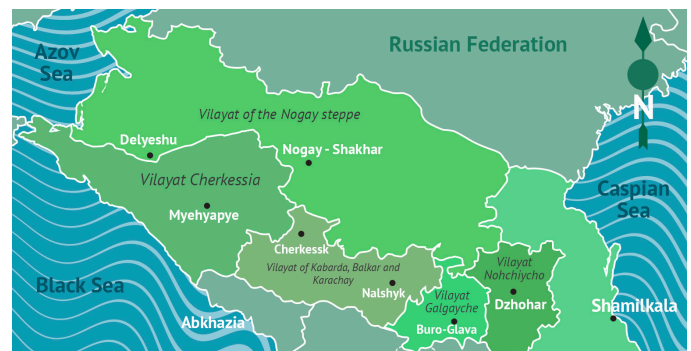 Azov
Sea
Russian Federation
N
Vilayat of the Nogay steppe
Delyeshu
Nogay - Shakhar
Vilayat Cherkessia
Caspian
Sea
Myehyapye
Cherkessk
Vilayat of Kabarda, Balkar and
Karachay
Vilayat
Nohchiycho
Black Sea
Nalshyk
Vilayat
Galgayche
Dzhohar
Shamilkala
Abkhazia
Buro-Glava